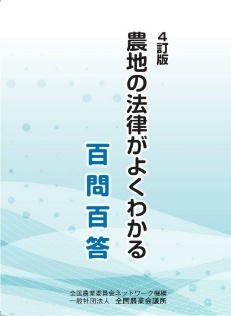 4訂版
農地の法律がよくわかる
百問百答
全国農業委員会ネットワーク機構
一般社団法人 全国農業会議所